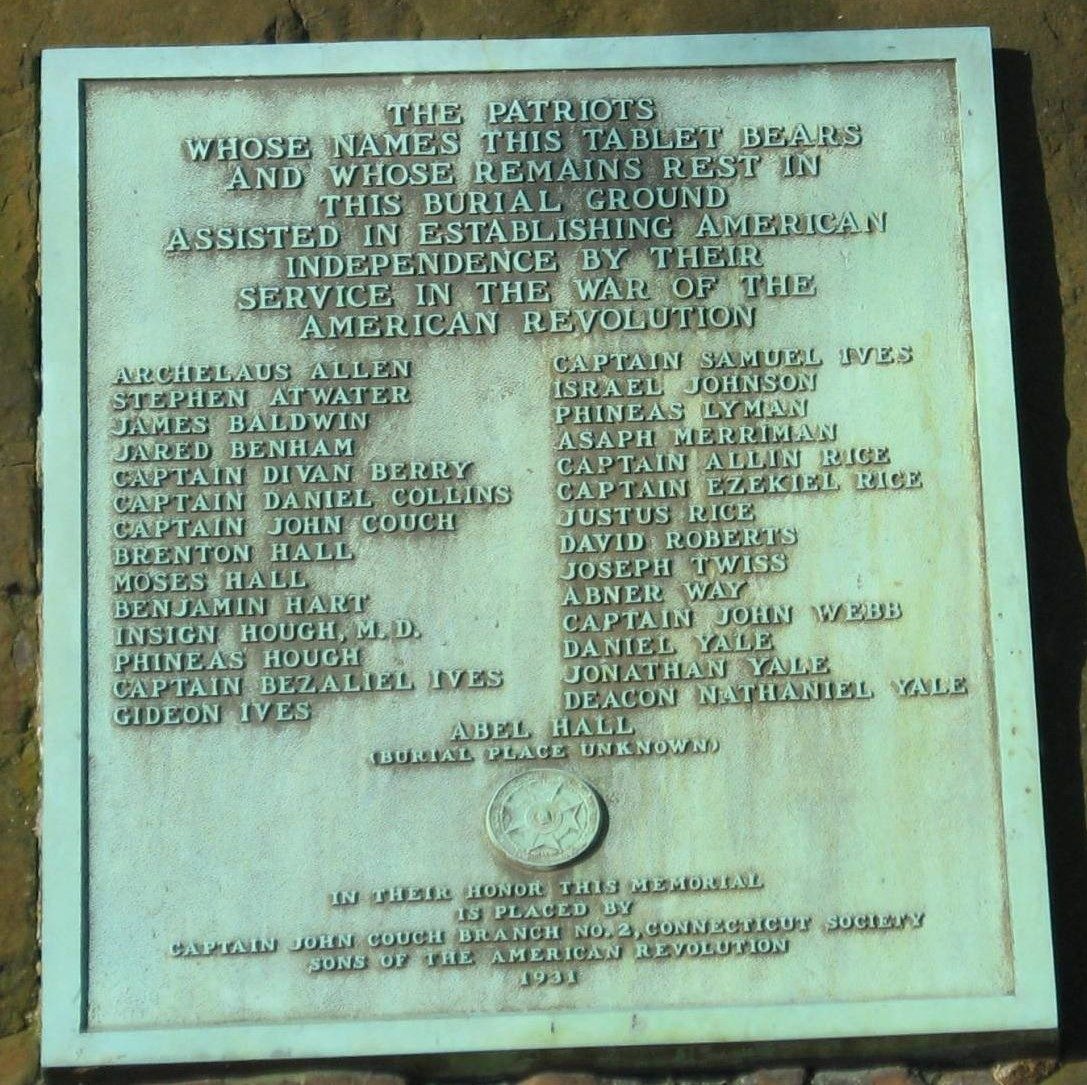 THE PATRIOTS
WHOSE NAMES THIS TABLET BEARS
AND WHOSE REMAINS REST IN
THIS BURIAL GROUND
ASSISTED IN ESTABLISHING AMERICAN
INDEPENDENCE BY THEIR
SERVICE IN THE WAR OF THE
AMERICAN REVOLUTION
ARCHELAUS ALLEN
STEPHEN ATWATER
JAMES BALDWIN
JARED BENHAM
CAPTAIN DIVAN BERRY
CAPTAIN DANIEL COLLINS
CAPTAIN JOHN COUCH
BRENTON HALL
MOSES HALL
BENJAMIN HART
INSIGN HOUGH, M.D.
PHINEAS HOUGH
CAPTAIN BEZALIEL IVES
GIDEON IVES
CAPTAIN SAMUEL IVES
ISRAEL JOHNSON
PHINEAS LYMAN
ASAPH MERRIMAN
CAPTAIN ALLIN RICE
CAPTAIN EZEKIEL RICE
JUSTUS RICE
DAVID ROBERTS
JOSEPH TWISS
ABNER WAY
CAPTAIN JOHN WEBB
DANIEL YALE
JONATHAN YALE
DEACON NATHANIEL YALE
ABEL HALL
(BURIAL PLACE UNKNOWN)
IN THEIR HONOR THIS MEMORIAL
IS PLACED BY
CAPTAIN JOHN COUCH BRANCH NO.2, CONNECTICUT SOCIETY
SONS OF THE AMERICAN REVOLUTION
1931